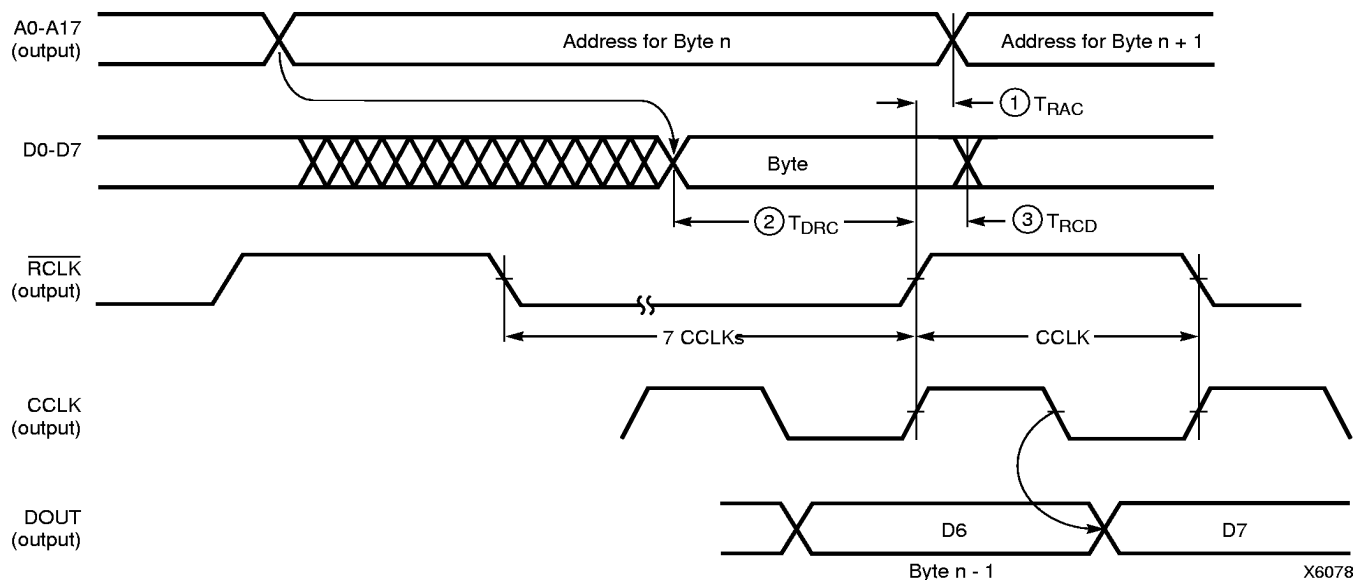 A0-A17
(output)
Address for Byte n
Address for Byte n + 1
1 TRAC
D0-D7
Byte
2 TDRC
3 TRCD
RCLK
(output)
7 CCLKs
CCLK
CCLK
(output)
DOUT
(output)
D6
D7
Byte n - 1
X6078